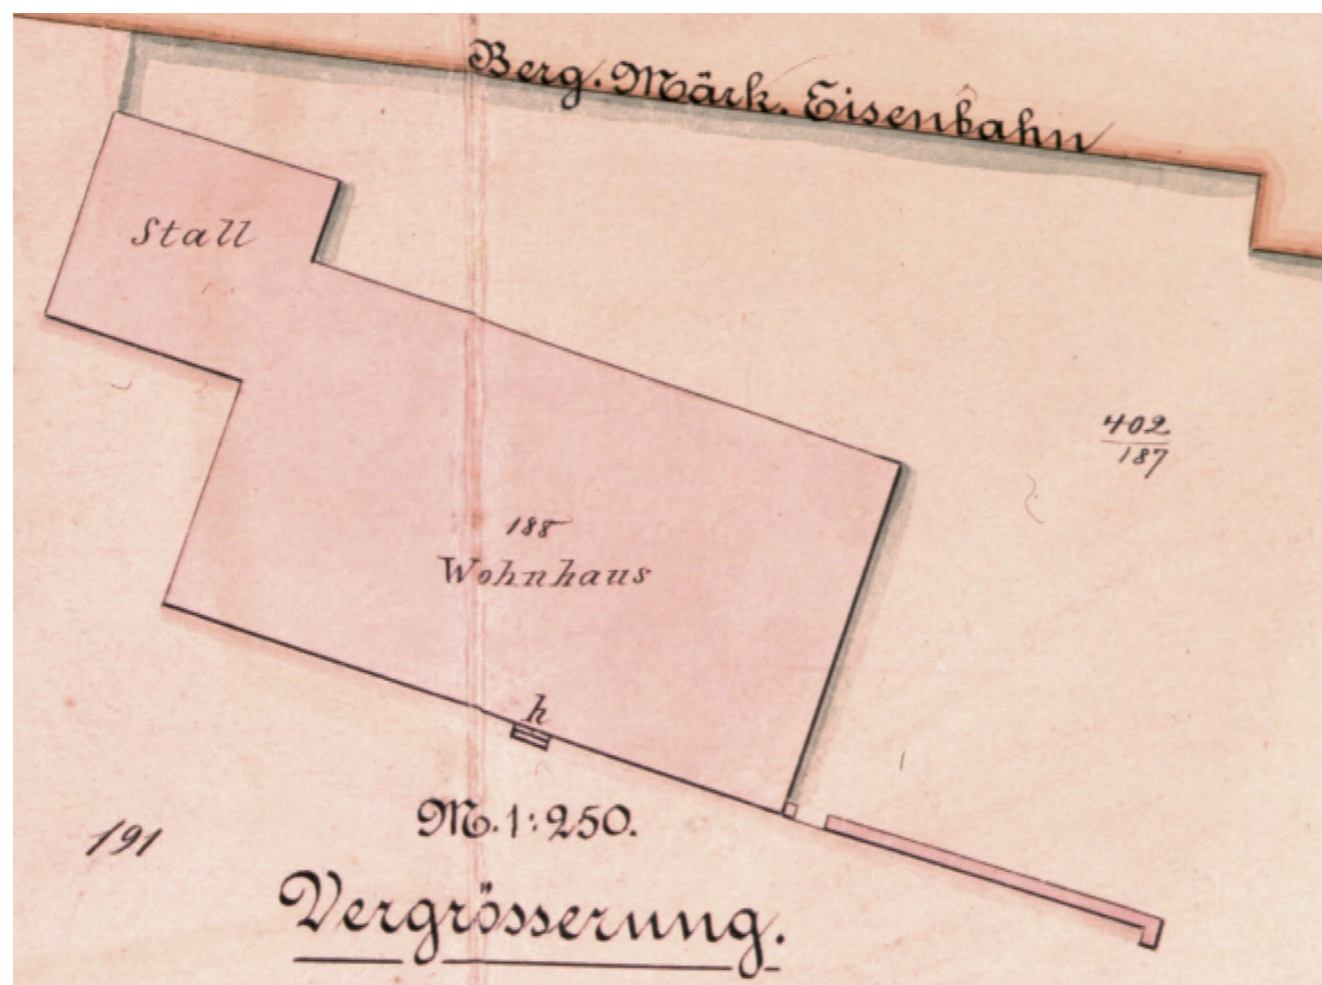 Berg. Märk. Eisenbahn
Stall
402
187
188
Wohnhaus
h
M. 1:250.
191
Vergrösserung.